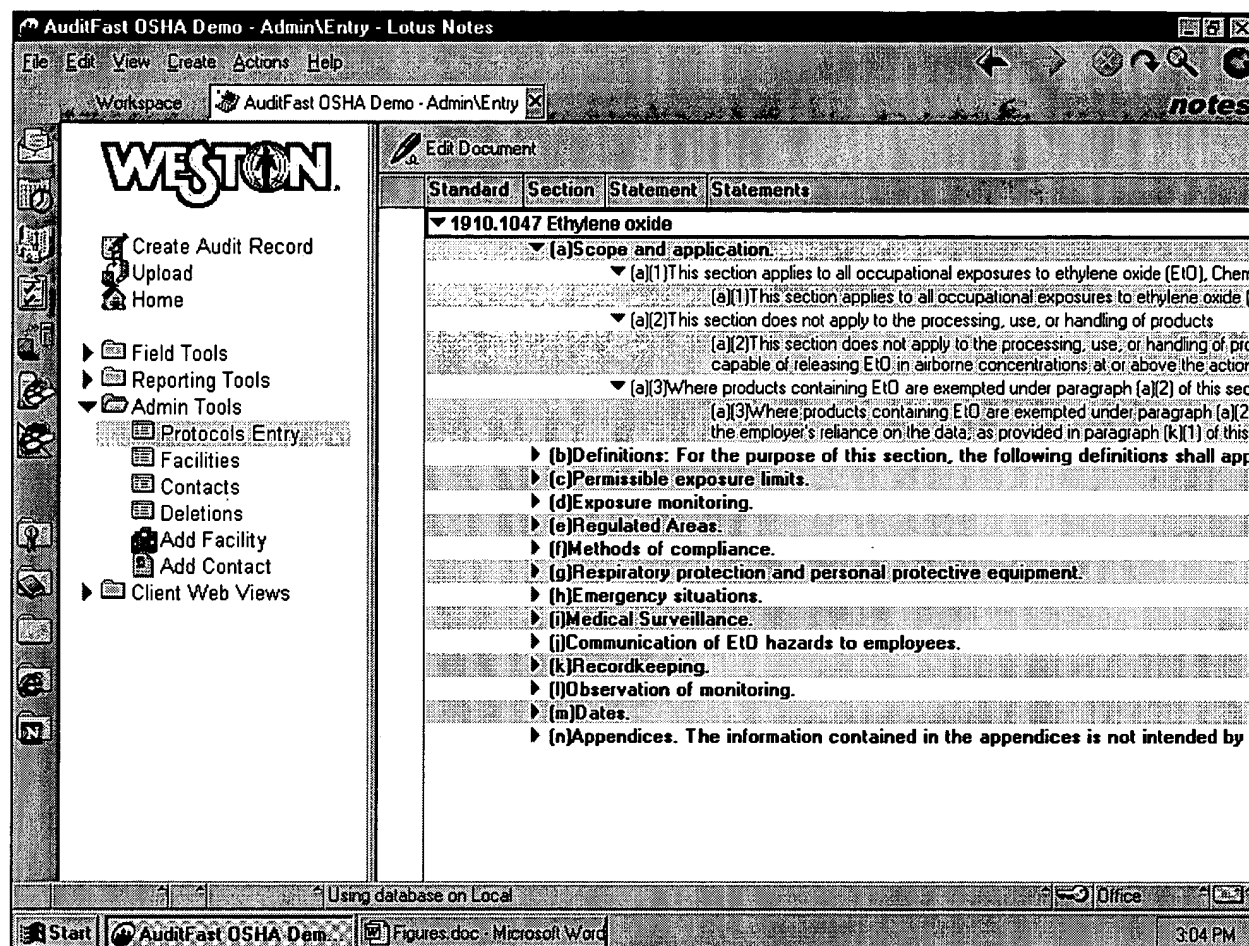 AuditFast OSHA Demo - Admin\Entry - Lotus Notes
File Edit View Create Actions Help
Workspace AuditFast OSHA Demo - Admin\Entry
notes
WESTON.
Create Audit Record
Upload
Home
Field Tools
Reporting Tools
Admin Tools
Protocols Entry
Facilities
Contacts
Deletions
Add Facility
Add Contact
Client Web Views
Edit Document
Standard Section Statement Statements
1910.1047 Ethylene oxide
(a)Scope and application.
(a)(1)This section applies to all occupational exposures to ethylene oxide (EtO), Chem
(a)(1)This section applies to all occupational exposures to ethylene oxide (
(a)(2)This section does not apply to the processing, use, or handling of products
(a)(2)This section does not apply to the processing, use, or handling of pro
capable of releasing EtO in airborne concentrations at or above the action
(a)(3)Where products containing EtO are exempted under paragraph (a)(2) of this sec
(a)(3)Where products containing EtO are exempted under paragraph (a)(2
the employer's reliance on the data, as provided in paragraph (k)(1) of this
(b)Definitions: For the purpose of this section, the following definitions shall app
(c)Permissible exposure limits.
(d)Exposure monitoring.
(e)Regulated Areas.
(f)Methods of compliance.
(g)Respiratory protection and personal protective equipment.
(h)Emergency situations.
(i)Medical Surveillance.
(j)Communication of EtO hazards to employees.
(k)Recordkeeping.
(l)Observation of monitoring.
(m)Dates.
(n)Appendices. The information contained in the appendices is not intended by
Using database on Local Office
Start AuditFast OSHA Dem... Figures.doc - Microsoft Word 3:04 PM